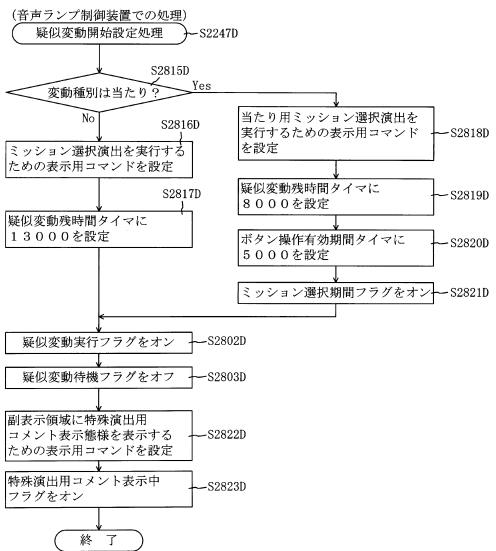 (音声ランプ制御装置での処理)
疑似変動開始設定処理
S2247D
S2815D
変動種別は当たり？
Yes
No
S2816D
ミッション選択演出を実行する
ための表示用コマンドを設定
S2817D
疑似変動残時間タイマに
１３０００を設定
当たり用ミッション選択演出を
実行するための表示用コマンド
を設定
S2818D
疑似変動残時間タイマに
８０００を設定
S2819D
ボタン操作有効期間タイマに
５０００を設定
S2820D
ミッション選択期間フラグをオン
S2821D
疑似変動実行フラグをオン
S2802D
疑似変動待機フラグをオフ
S2803D
副表示領域に特殊演出用
コメント表示態様を表示する
ための表示用コマンドを設定
S2822D
特殊演出用コメント表示中
フラグをオン
S2823D
終　了